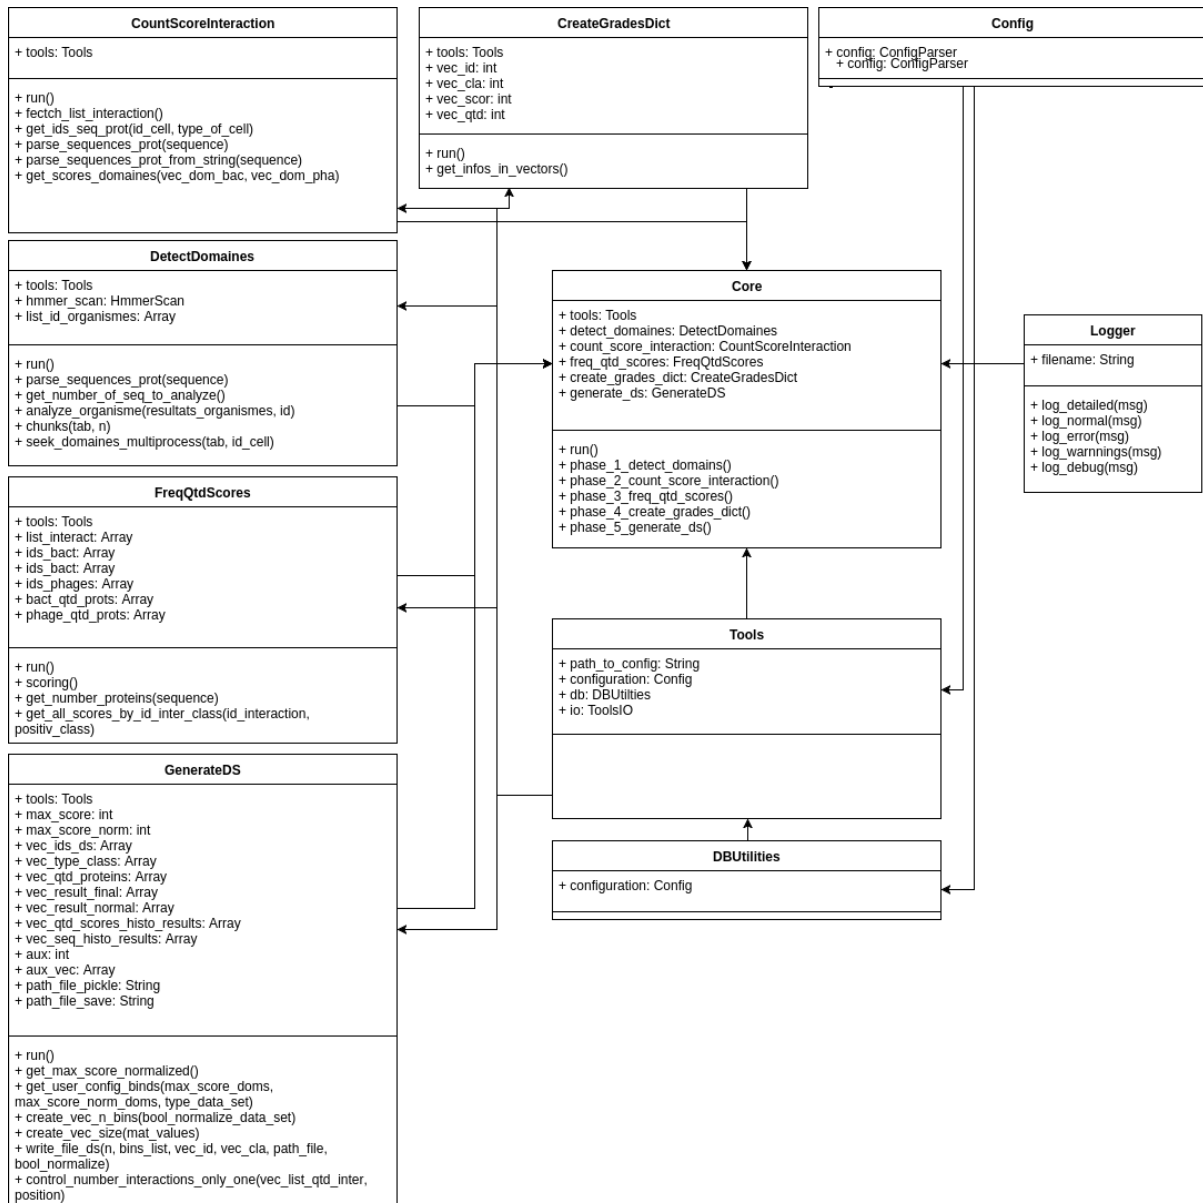 CountScoreInteraction
+ tools: Tools
+ run()
+ fectch_list_interaction()
+ get_ids_seq_prot(id_cell, type_of_cell)
+ parse_sequences_prot(sequence)
+ parse_sequences_prot_from_string(sequence)
+ get_scores_domaines(vec_dom_bac, vec_dom_pha)
CreateGradesDict
+ tools: Tools
+ vec_id: int
+ vec_cla: int
+ vec_scor: int
+ vec_qtd: int
+ run()
+ get_infos_in_vectors()
Config
+ config: ConfigParser
+ config: ConfigParser
DetectDomaines
+ tools: Tools
+ hmmer_scan: HmmerScan
+ list_id_organismes: Array
+ run()
+ parse_sequences_prot(sequence)
+ get_number_of_seq_to_analyze()
+ analyze_organisme(resultats_organismes, id)
+ chunks(tab, n)
+ seek_domaines_multiprocess(tab, id_cell)
Core
+ tools: Tools
+ detect_domaines: DetectDomaines
+ count_score_interaction: CountScoreInteraction
+ freq_qtd_scores: FreqQtdScores
+ create_grades_dict: CreateGradesDict
+ generate_ds: GenerateDS
+ run()
+ phase_1_detect_domains()
+ phase_2_count_score_interaction()
+ phase_3_freq_qtd_scores()
+ phase_4_create_grades_dict()
+ phase_5_generate_ds()
Logger
+ filename: String
+ log_detailed(msg)
+ log_normal(msg)
+ log_error(msg)
+ log_warnnings(msg)
+ log_debug(msg)
FreqQtdScores
+ tools: Tools
+ list_interact: Array
+ ids_bact: Array
+ ids_bact: Array
+ ids_phages: Array
+ bact_qtd_prots: Array
+ phage_qtd_prots: Array
+ run()
+ scoring()
+ get_number_proteins(sequence)
+ get_all_scores_by_id_inter_class(id_interaction,
positiv_class)
Tools
+ path_to_config: String
+ configuration: Config
+ db: DBUtilties
+ io: ToolsIO
GenerateDS
+ tools: Tools
+ max_score: int
+ max_score_norm: int
+ vec_ids_ds: Array
+ vec_type_class: Array
+ vec_qtd_proteins: Array
+ vec_result_final: Array
+ vec_result_normal: Array
+ vec_qtd_scores_histo_results: Array
+ vec_seq_histo_results: Array
+ aux: int
+ aux_vec: Array
+ path_file_pickle: String
+ path_file_save: String
+ run()
+ get_max_score_normalized()
+ get_user_config_binds(max_score_doms,
max_score_norm_doms, type_data_set)
+ create_vec_n_bins(bool_normalize_data_set)
+ create_vec_size(mat_values)
+ write_file_ds(n, bins_list, vec_id, vec_cla, path_file,
bool_normalize)
+ control_number_interactions_only_one(vec_list_qtd_inter,
position)
DBUtilities
+ configuration: Config